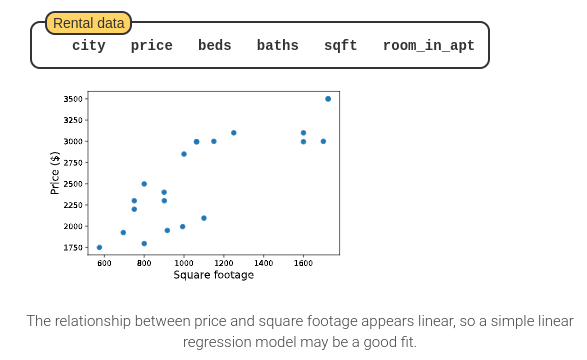 Rental data
city price beds baths sqft room_in_apt
3500
3250
3000
2750
2500
2250
2000
1750
Price ($)
600 800 1000 1200 1400 1600
Square footage
The relationship between price and square footage appears linear, so a simple linear
regression model may be a good fit.